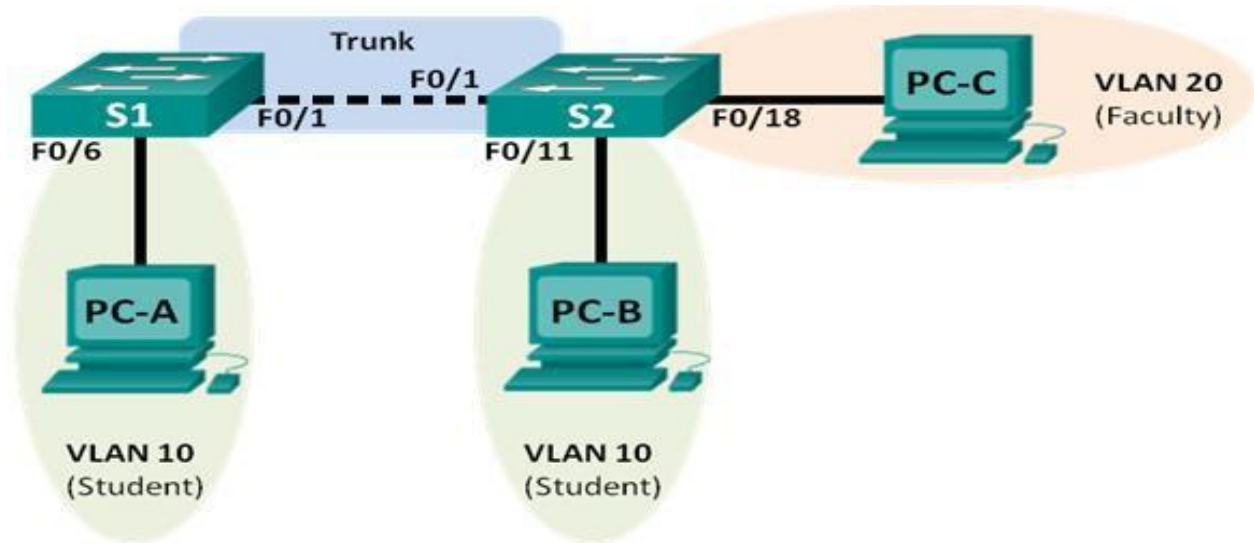 Trunk
S1
F0/1
F0/1
S2
F0/18
PC-C
VLAN 20
(Faculty)
F0/6
F0/11
PC-A
PC-B
VLAN 10
(Student)
VLAN 10
(Student)